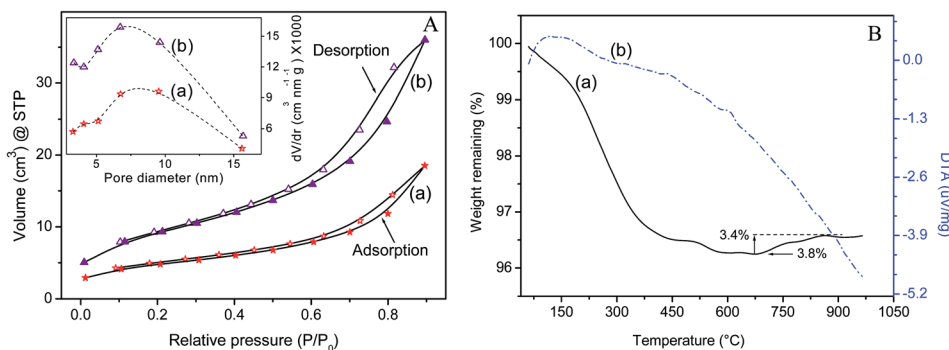 A
Volume (cm3) @ STP
40
30
20
10
0
0.0 0.2 0.4 0.6 0.8
Relative pressure (P/P0)
Desorption
(b)
(a)
Adsorption
(b)
(a)
5 10 15
Pore diameter (nm)
15
12
9
6
dV/dr (cm3 nm-1 g-1) X1000
B
Weight remaining (%)
100
99
98
97
96
150 300 450 600 750 900
Temperature (°C)
(b)
(a)
3.4%
3.8%
0.0
-1.3
-2.6
-3.9
-5.2
DTA (uv/mg)